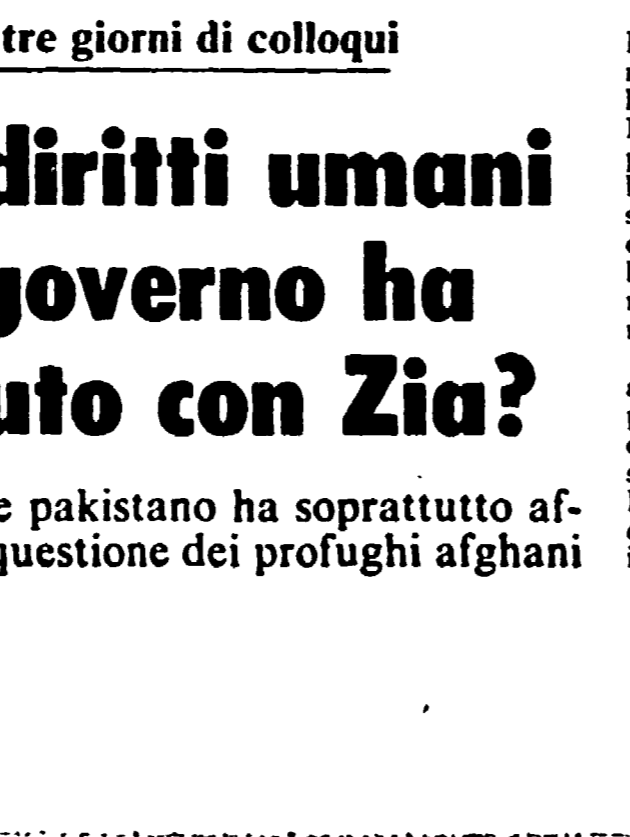 tre giorni di colloqui
diritti umani
governo ha
uto con Zia?
e pakistano ha soprattutto af-
questione dei profughi afghani